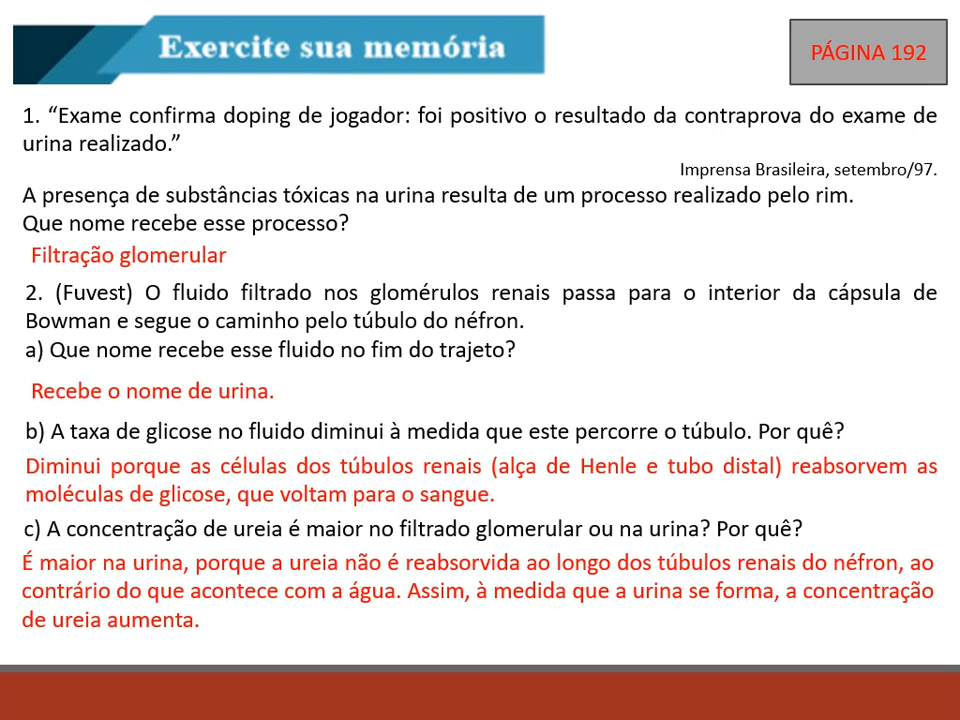 Exercite sua memória
PÁGINA 192
1. “Exame confirma doping de jogador: foi positivo o resultado da contraprova do exame de
urina realizado.”
Imprensa Brasileira, setembro/97.
A presença de substâncias tóxicas na urina resulta de um processo realizado pelo rim.
Que nome recebe esse processo?
Filtração glomerular
2. (Fuvest) O fluido filtrado nos glomérulos renais passa para o interior da cápsula de
Bowman e segue o caminho pelo túbulo do néfron.
a) Que nome recebe esse fluido no fim do trajeto?
Recebe o nome de urina.
b) A taxa de glicose no fluido diminui à medida que este percorre o túbulo. Por quê?
Diminui porque as células dos túbulos renais (alça de Henle e tubo distal) reabsorvem as
moléculas de glicose, que voltam para o sangue.
c) A concentração de ureia é maior no filtrado glomerular ou na urina? Por quê?
É maior na urina, porque a ureia não é reabsorvida ao longo dos túbulos renais do néfron, ao
contrário do que acontece com a água. Assim, à medida que a urina se forma, a concentração
de ureia aumenta.